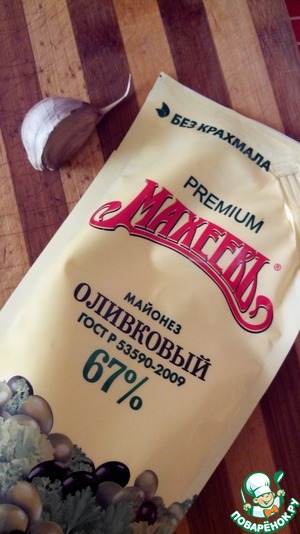 БЕЗ КРАХМАЛА
PREMIUM
МАХЕЕВЪ®
МАЙОНЕЗ
ОЛИВКОВЫЙ
ГОСТ Р 53590-2009
67%
ПОВАРЁНОК.РУ